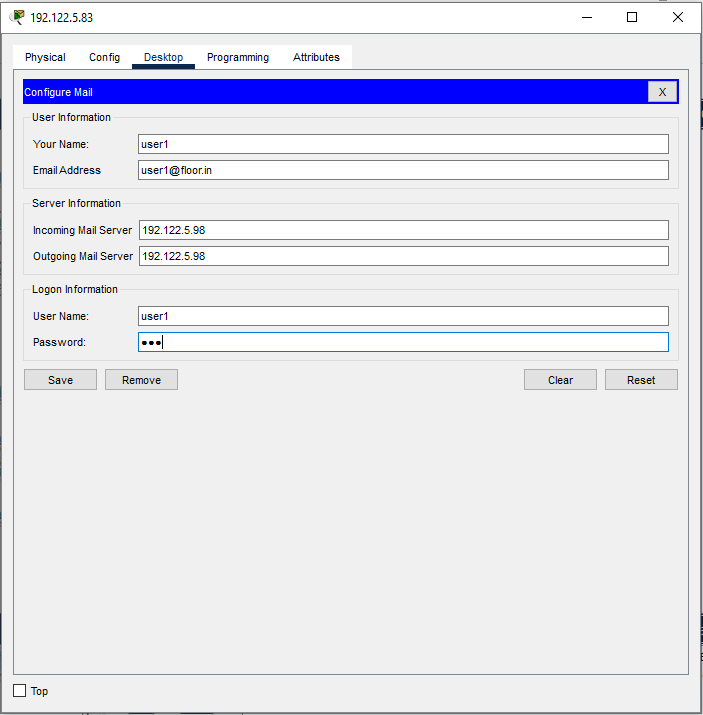 192.122.5.83
Physical Config Desktop Programming Attributes
Configure Mail X
User Information
Your Name: user1
Email Address user1@floor.in
Server Information
Incoming Mail Server 192.122.5.98
Outgoing Mail Server 192.122.5.98
Logon Information
User Name: user1
Password: •••
Save Remove Clear Reset
Top